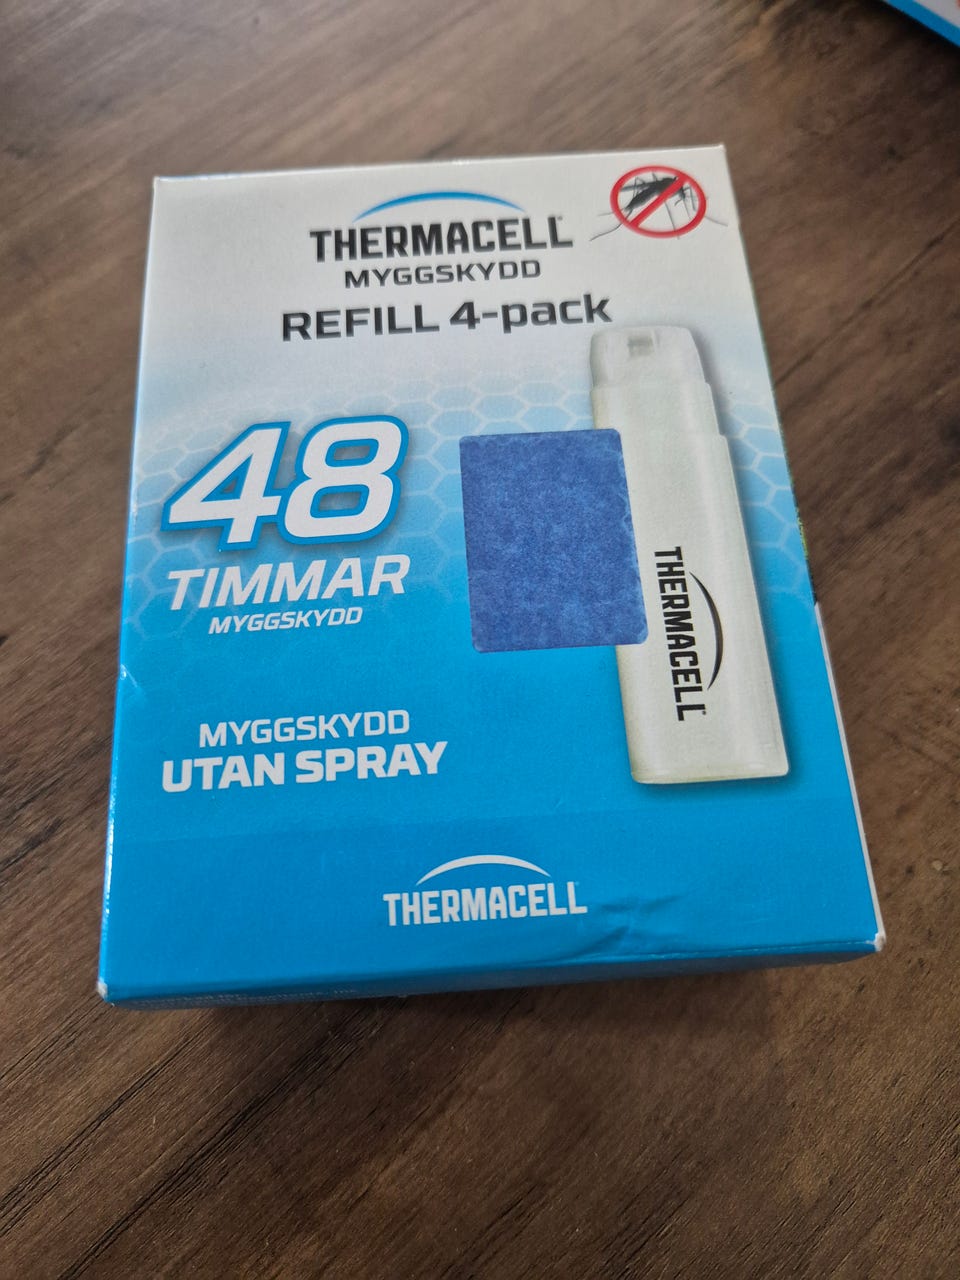 THERMACELL
MYGGSKYDD
REFILL 4-pack
48
TIMMAR
MYGGSKYDD
THERMACELL
MYGGSKYDD
UTAN SPRAY
THERMACELL